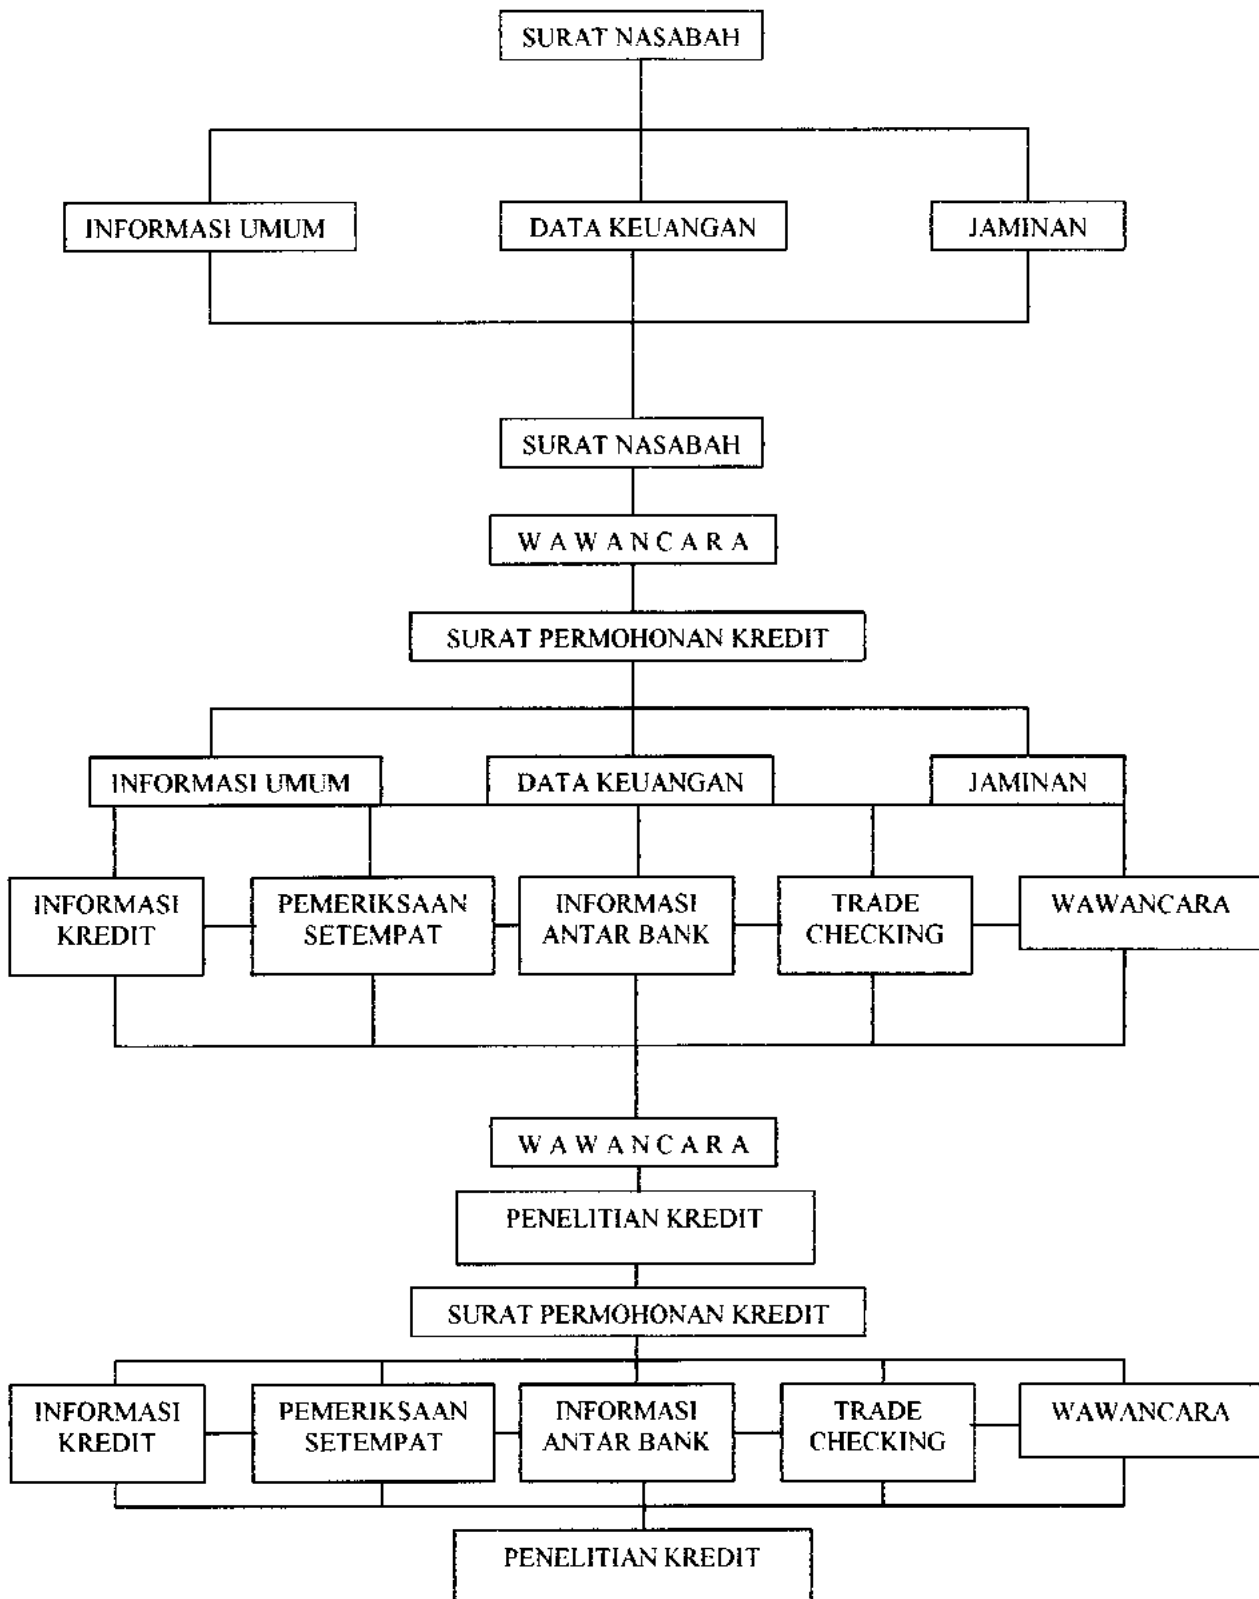 SURAT NASABAH
INFORMASI UMUM
DATA KEUANGAN
JAMINAN
SURAT NASABAH
W A W A N C A R A
SURAT PERMOHONAN KREDIT
INFORMASI UMUM
DATA KEUANGAN
JAMINAN
INFORMASI
KREDIT
PEMERIKSAAN
SETEMPAT
INFORMASI
ANTAR BANK
TRADE
CHECKING
WAWANCARA
W A W A N C A R A
PENELITIAN KREDIT
SURAT PERMOHONAN KREDIT
INFORMASI
KREDIT
PEMERIKSAAN
SETEMPAT
INFORMASI
ANTAR BANK
TRADE
CHECKING
WAWANCARA
PENELITIAN KREDIT